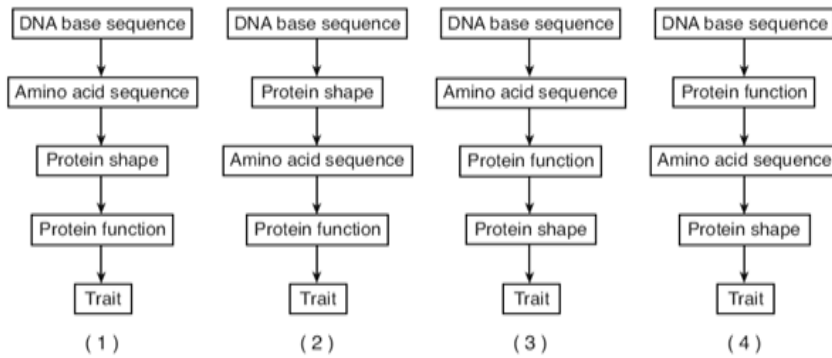 DNA base sequence
Amino acid sequence
Protein shape
Protein function
Trait
(1)
DNA base sequence
Protein shape
Amino acid sequence
Protein function
Trait
(2)
DNA base sequence
Amino acid sequence
Protein function
Protein shape
Trait
(3)
DNA base sequence
Protein function
Amino acid sequence
Protein shape
Trait
(4)